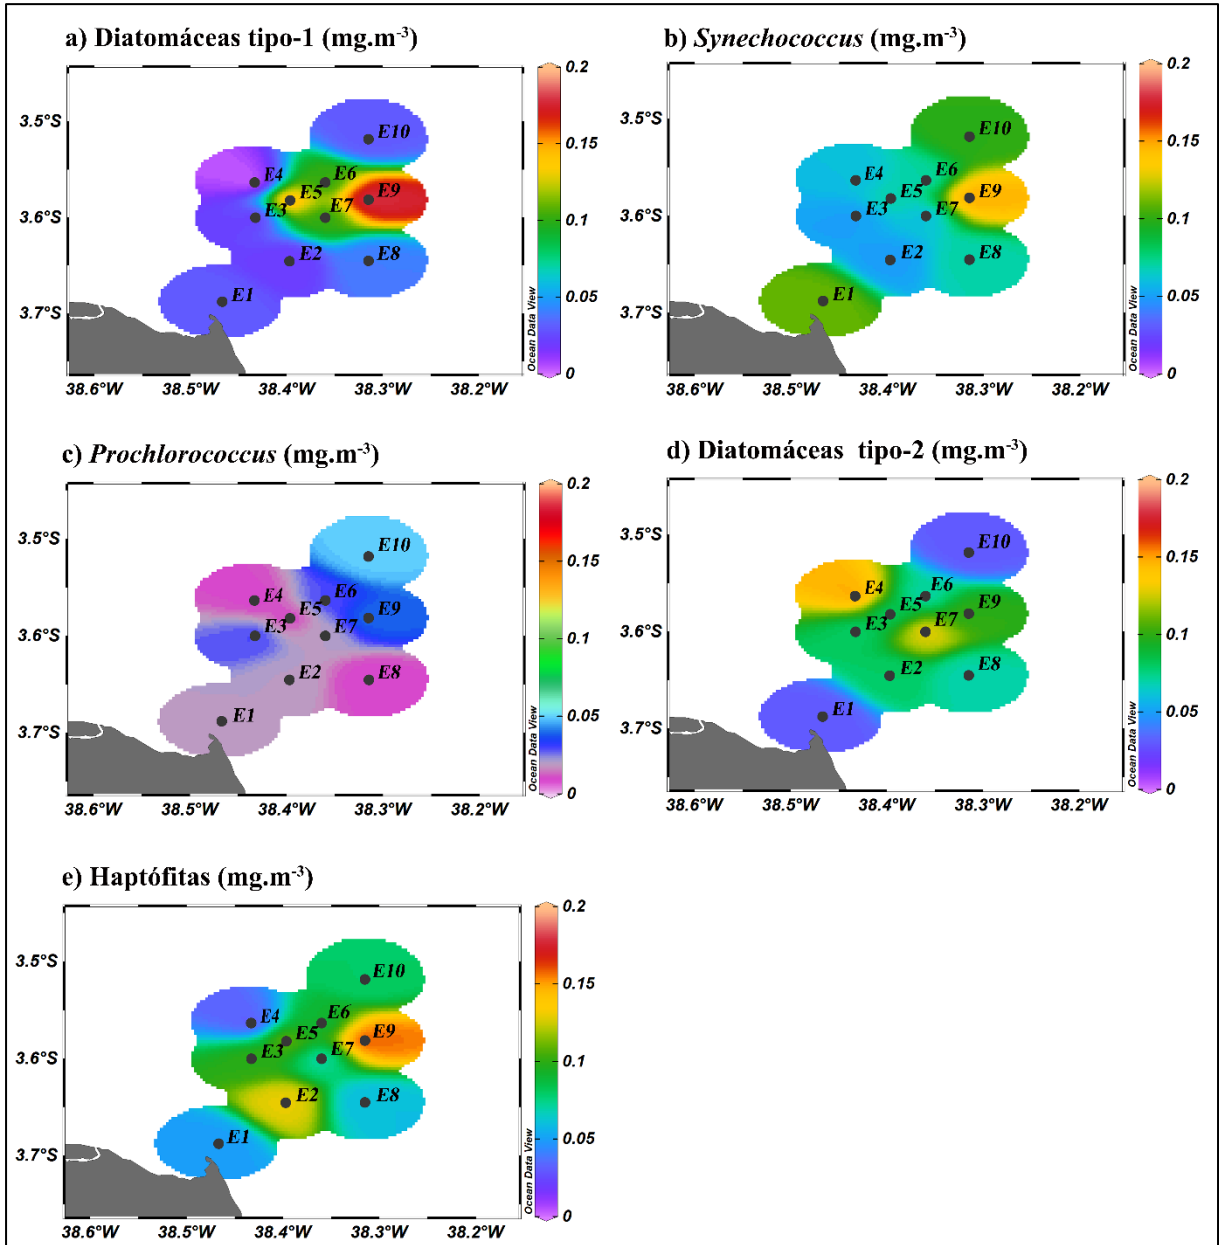 a) Diatomáceas tipo-1 (mg.m-3)
3.5°S
3.6°S
3.7°S
E10
E4
E6
E5
E9
E3
E7
E2
E8
E1
38.6°W 38.5°W 38.4°W 38.3°W 38.2°W
0.2
0.15
0.1
0.05
0
Ocean Data View
b) Synechococcus (mg.m-3)
3.5°S
3.6°S
3.7°S
E10
E4
E6
E5
E9
E3
E7
E2
E8
E1
38.6°W 38.5°W 38.4°W 38.3°W 38.2°W
0.2
0.15
0.1
0.05
0
Ocean Data View
c) Prochlorococcus (mg.m-3)
3.5°S
3.6°S
3.7°S
E10
E4
E6
E5
E9
E3
E7
E2
E8
E1
38.6°W 38.5°W 38.4°W 38.3°W 38.2°W
0.2
0.15
0.1
0.05
0
Ocean Data View
d) Diatomáceas tipo-2 (mg.m-3)
3.5°S
3.6°S
3.7°S
E10
E4
E6
E5
E9
E3
E7
E2
E8
E1
38.6°W 38.5°W 38.4°W 38.3°W 38.2°W
0.2
0.15
0.1
0.05
0
Ocean Data View
e) Haptófitas (mg.m-3)
3.5°S
3.6°S
3.7°S
E10
E4
E6
E5
E9
E3
E7
E2
E8
E1
38.6°W 38.5°W 38.4°W 38.3°W 38.2°W
0.2
0.15
0.1
0.05
0
Ocean Data View